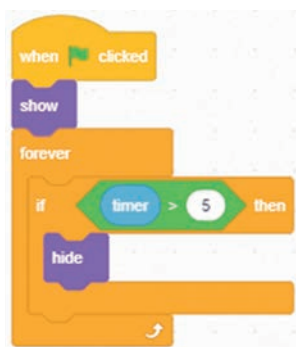 when clicked
show
forever
if timer > 5 then
hide